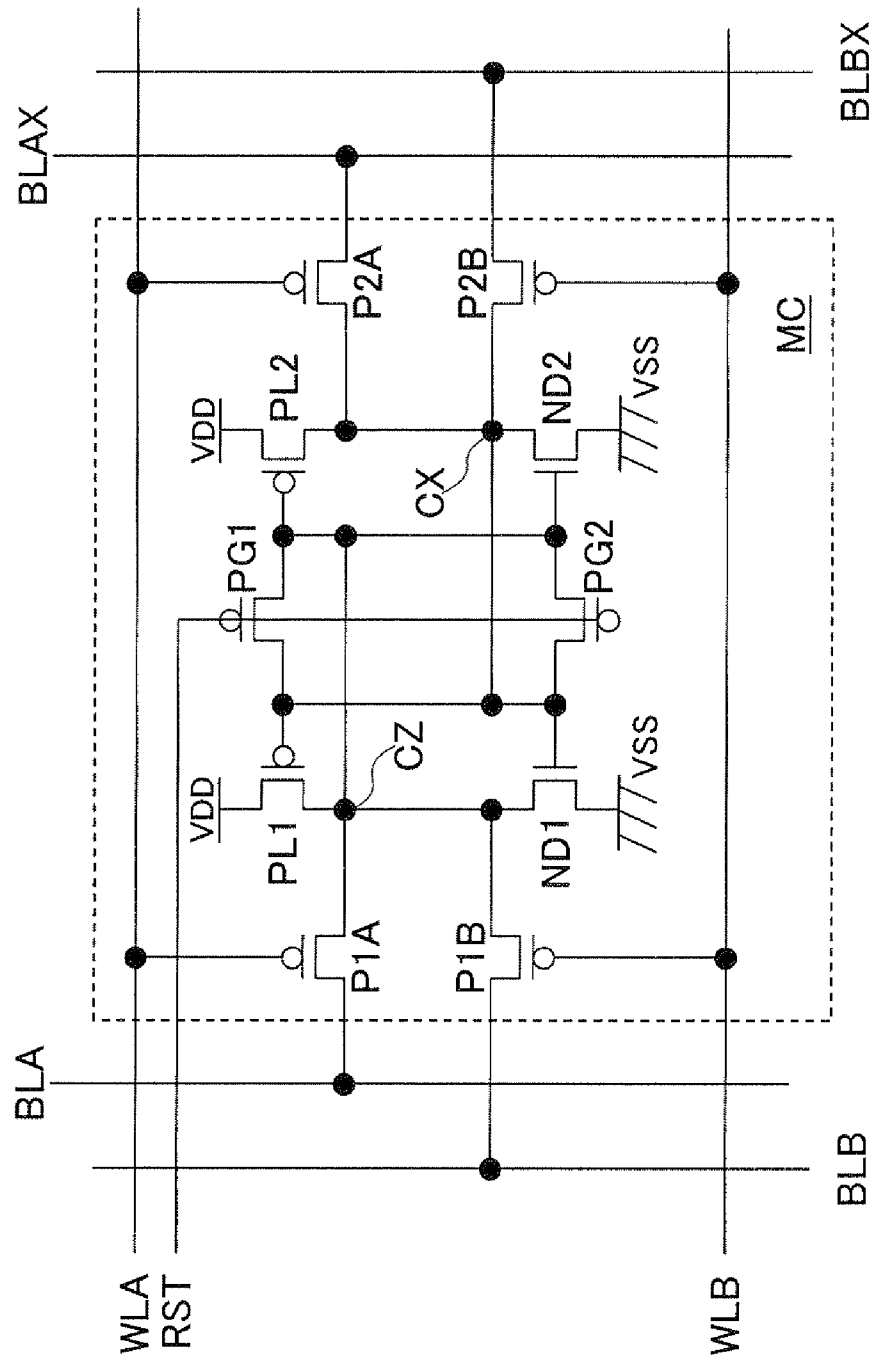 BLAX
BLA
WLA
RST
VDD
VDD
PG1
PL1
PL2
P1A
P2A
CZ
CX
P1B
P2B
ND1
ND2
PG2
VSS
VSS
MC
WLB
BLB
BLBX